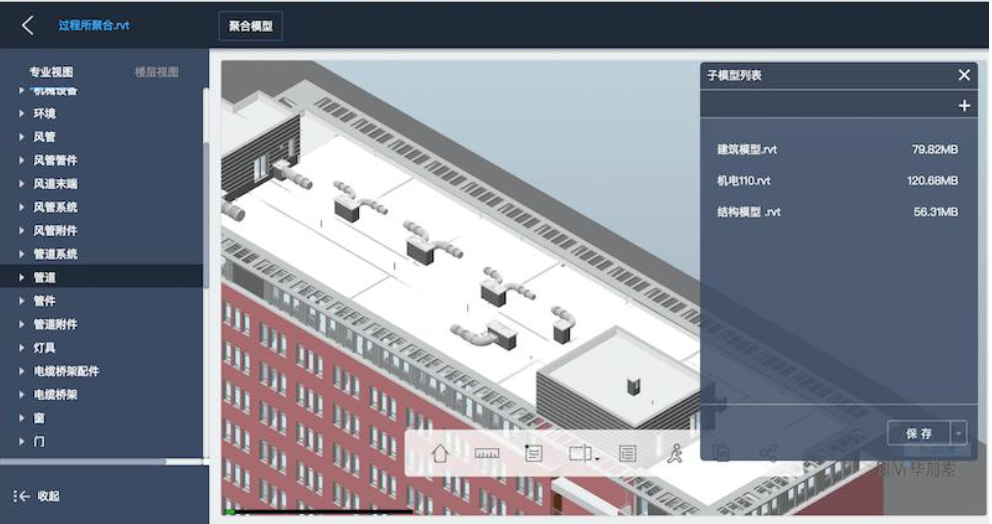 过程所聚合.rvt
聚合模型
专业视图 楼层视图
机械设备
环境
风管
风管管件
风道末端
风管系统
风管附件
管道系统
管道
管件
管道附件
灯具
电缆桥架配件
电缆桥架
窗
门
收起
子模型列表
建筑模型.rvt 79.82MB
机电110.rvt 120.68MB
结构模型 .rvt 56.31MB
保存
BIM 毕加索